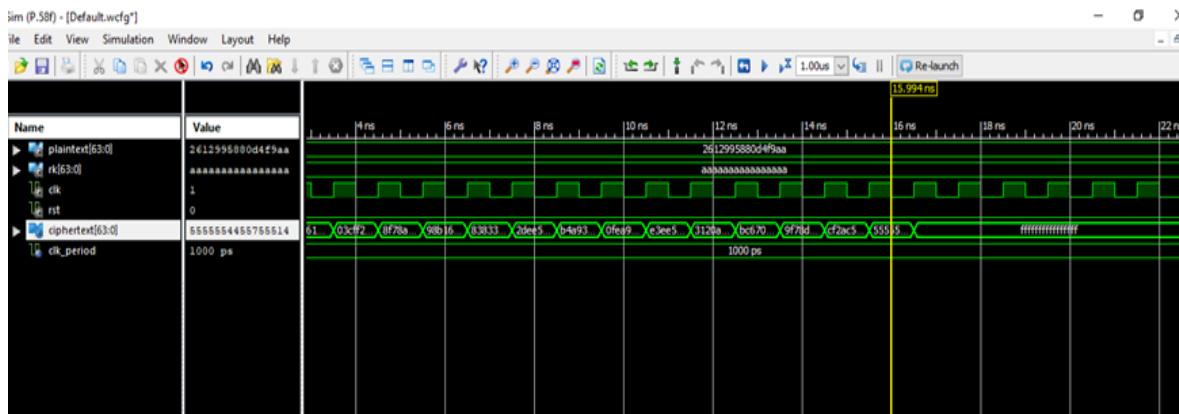 Sim (P.58f) - [Default.wcfg*]
ile Edit View Simulation Window Layout Help
1.00us Re-launch
15.994 ns
Name Value 4 ns 6 ns 8 ns 10 ns 12 ns 14 ns 16 ns 18 ns 20 ns 22 n
plaintext[63:0] 2612995880d4f9aa 2612995880d4f9aa
rk[63:0] aaaaaaaaaaaaaaaa aaaaaaaaaaaaaaaa
clk 1
rst 0
ciphertext[63:0] 5555554455755514 61... 03cff2... 8f78a... 98b16... 83833... 2dee5... b4a93... 0fea9... e3ee5... 3120a... bc670... 9f78d... cf2ac5... 55555... ffffffffffffffff
clk_period 1000 ps 1000 ps